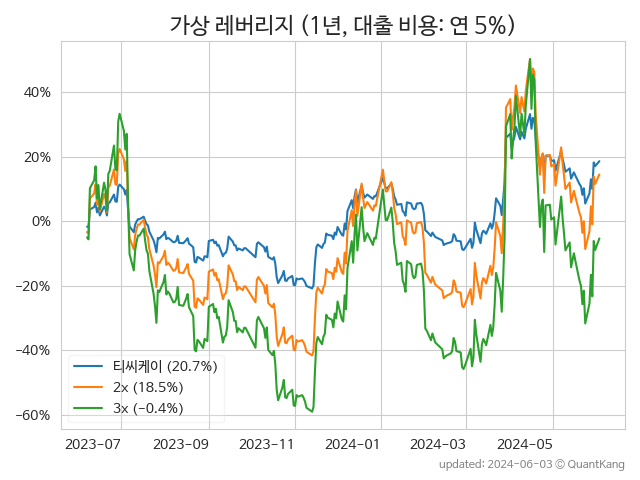 가상 레버리지 (1년, 대출 비용: 연 5%)
40%
20%
0%
−20%
−40%
−60%
티씨케이 (20.7%)
2x (18.5%)
3x (−0.4%)
2023−07 2023−09 2023−11 2024−01 2024−03 2024−05
updated: 2024-06-03 © QuantKang